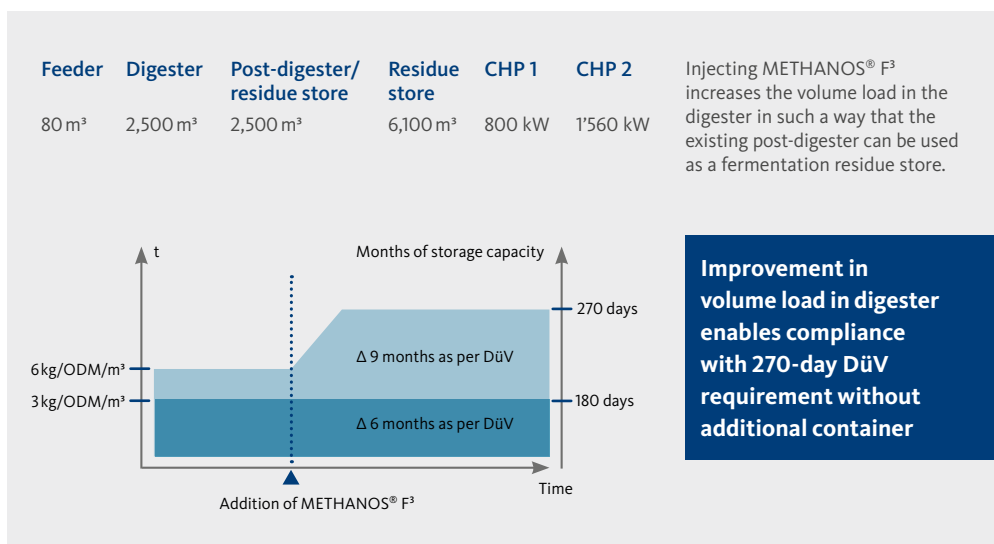 Feeder Digester Post-digester/ Residue CHP 1 CHP 2
residue store store
80 m³ 2,500 m³ 2,500 m³ 6,100 m³ 800 kW 1'560 kW
Injecting METHANOS® F³
increases the volume load in the
digester in such a way that the
existing post-digester can be used
as a fermentation residue store.
t
Months of storage capacity
270 days
Δ 9 months as per DüV
6 kg/ODM/m³
3 kg/ODM/m³
180 days
Δ 6 months as per DüV
Time
Addition of METHANOS® F³
Improvement in
volume load in digester
enables compliance
with 270-day DüV
requirement without
additional container